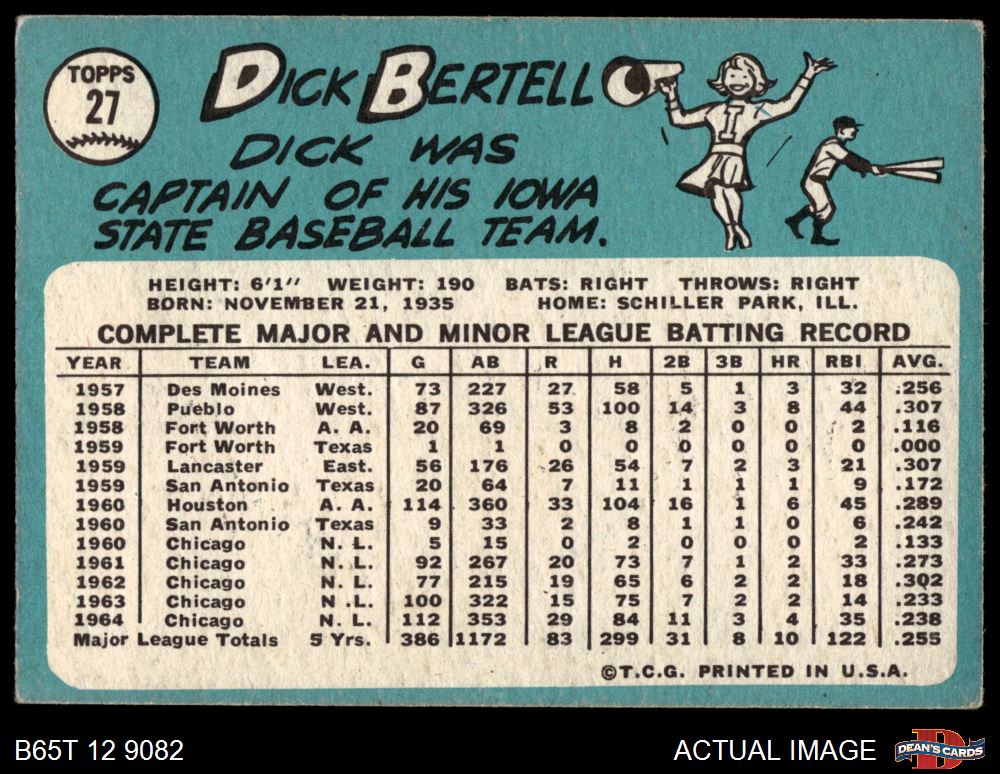 TOPPS
27
DICK BERTELL
DICK WAS
CAPTAIN OF HIS IOWA
STATE BASEBALL TEAM.
I
HEIGHT: 6'1" WEIGHT: 190 BATS: RIGHT THROWS: RIGHT
BORN: NOVEMBER 21, 1935 HOME: SCHILLER PARK, ILL.
COMPLETE MAJOR AND MINOR LEAGUE BATTING RECORD
YEAR TEAM LEA. G AB R H 2B 3B HR RBI AVG.
1957 Des Moines West. 73 227 27 58 5 1 3 32 .256
1958 Pueblo West. 87 326 53 100 14 3 8 44 .307
1958 Fort Worth A. A. 20 69 3 8 2 0 0 2 .116
1959 Fort Worth Texas 1 1 0 0 0 0 0 0 .000
1959 Lancaster East. 56 176 26 54 7 2 3 21 .307
1959 San Antonio Texas 20 64 7 11 1 1 1 9 .172
1960 Houston A. A. 114 360 33 104 16 1 6 45 .289
1960 San Antonio Texas 9 33 2 8 1 1 0 6 .242
1960 Chicago N. L. 5 15 0 2 0 0 0 2 .133
1961 Chicago N. L. 92 267 20 73 7 1 2 33 .273
1962 Chicago N. L. 77 215 19 65 6 2 2 18 .302
1963 Chicago N .L. 100 322 15 75 7 2 2 14 .233
1964 Chicago N. L. 112 353 29 84 11 3 4 35 .238
Major League Totals 5 Yrs. 386 1172 83 299 31 8 10 122 .255
©T.C.G. PRINTED IN U.S.A.
B65T 12 9082
ACTUAL IMAGE
D
DEAN'S CARDS